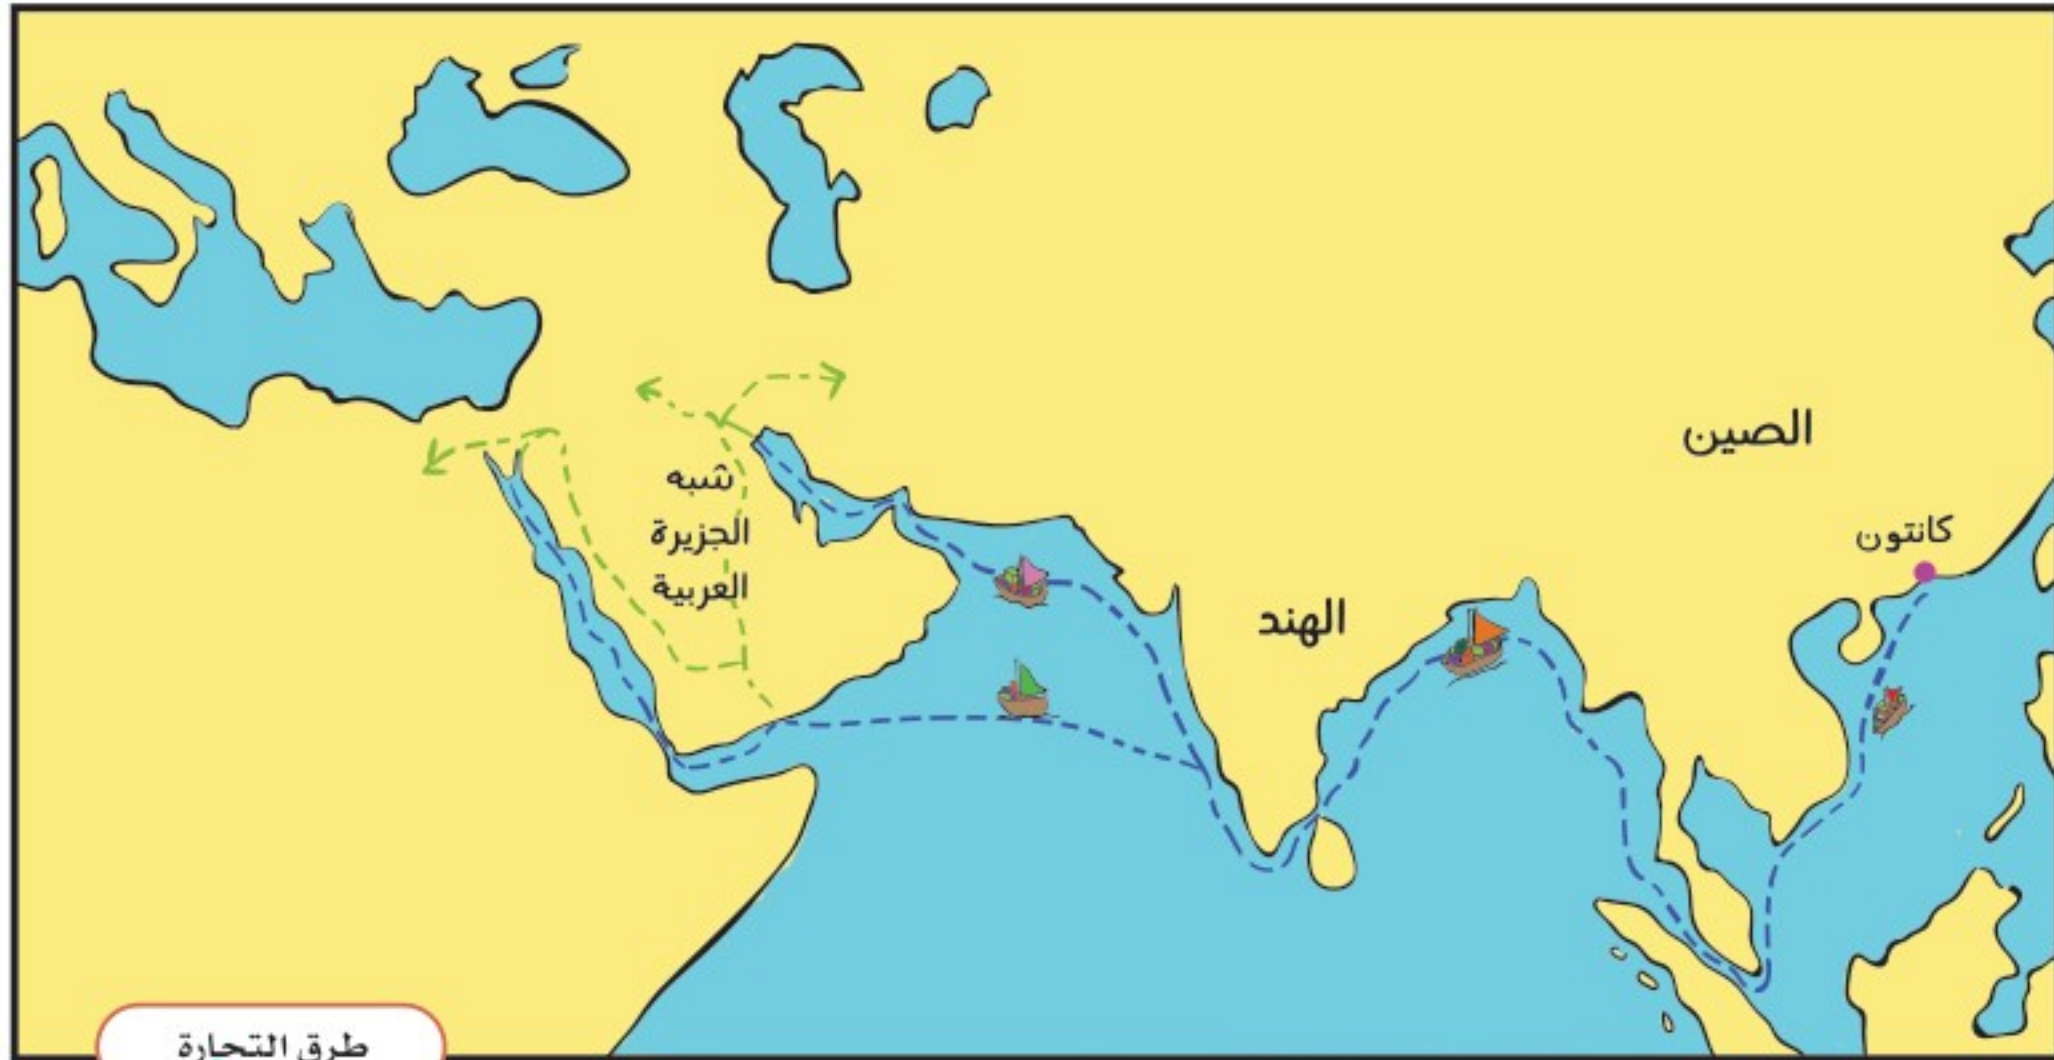 الصين
كانتون
شبه
الجزيرة
العربية
الهند
طرق التجارة